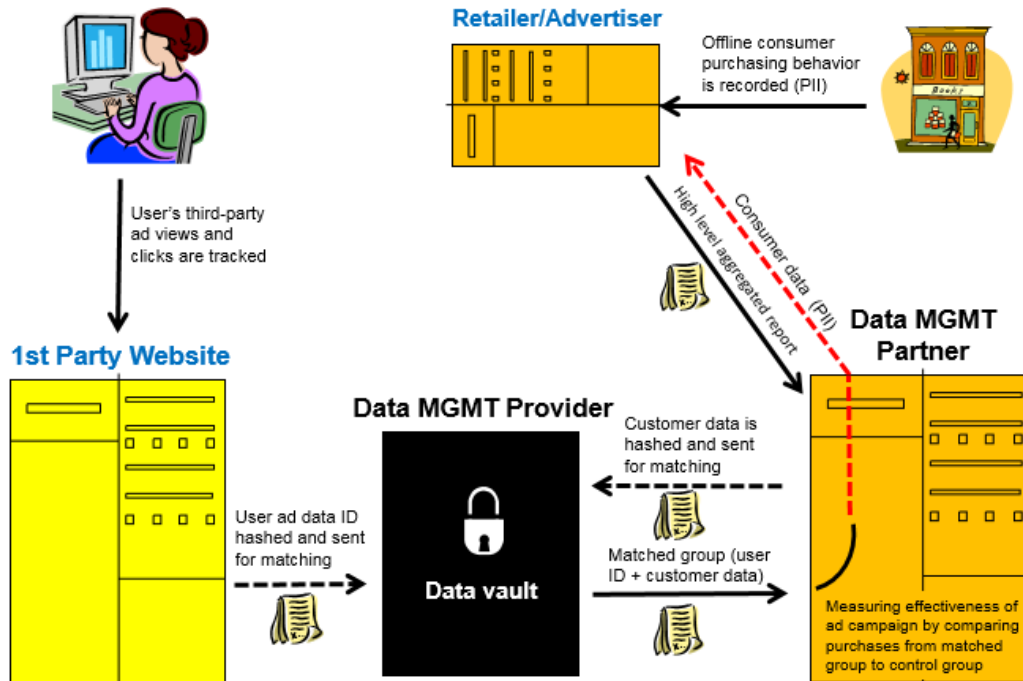 Retailer/Advertiser
Offline consumer
purchasing behavior
is recorded (PII)
Books
User's third-party
ad views and
clicks are tracked
High level aggregated report
Consumer data (PII)
1st Party Website
Data MGMT
Partner
Data MGMT Provider
Customer data is
hashed and sent
for matching
User ad data ID
hashed and sent
for matching
Data vault
Matched group (user
ID + customer data)
Measuring effectiveness of
ad campaign by comparing
purchases from matched
group to control group